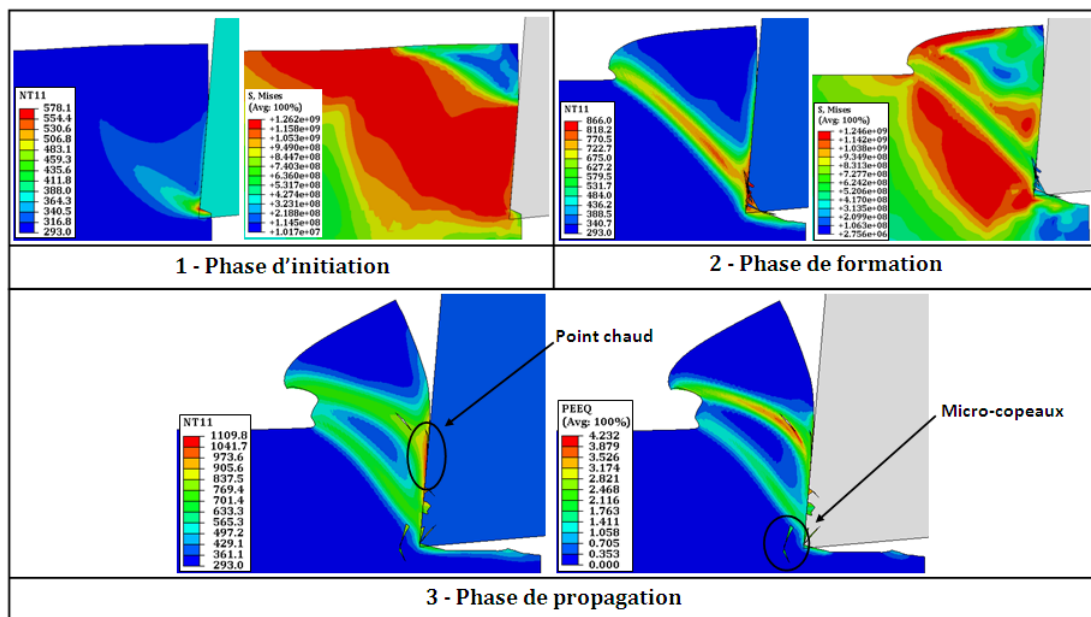 NT11
578.1
554.4
530.6
506.8
483.1
459.3
435.6
411.8
388.0
364.3
340.5
316.8
293.0
S, Mises
(Avg: 100%)
+1.262e+09
+1.158e+09
+1.053e+09
+9.490e+08
+8.447e+08
+7.403e+08
+6.360e+08
+5.317e+08
+4.274e+08
+3.231e+08
+2.188e+08
+1.145e+08
+1.017e+07
1 - Phase d'initiation
NT11
866.0
818.2
770.5
722.7
675.0
627.2
579.5
531.7
484.0
436.2
388.5
340.7
293.0
S, Mises
(Avg: 100%)
+1.246e+09
+1.142e+09
+1.038e+09
+9.349e+08
+8.313e+08
+7.277e+08
+6.242e+08
+5.206e+08
+4.170e+08
+3.135e+08
+2.099e+08
+1.063e+08
+2.756e+06
2 - Phase de formation
Point chaud
NT11
1109.8
1041.7
973.6
905.6
837.5
769.4
701.4
633.3
565.3
497.2
429.1
361.1
293.0
PEEQ
(Avg: 100%)
4.232
3.879
3.526
3.174
2.821
2.468
2.116
1.763
1.411
1.058
0.705
0.353
0.000
Micro-copeaux
3 - Phase de propagation